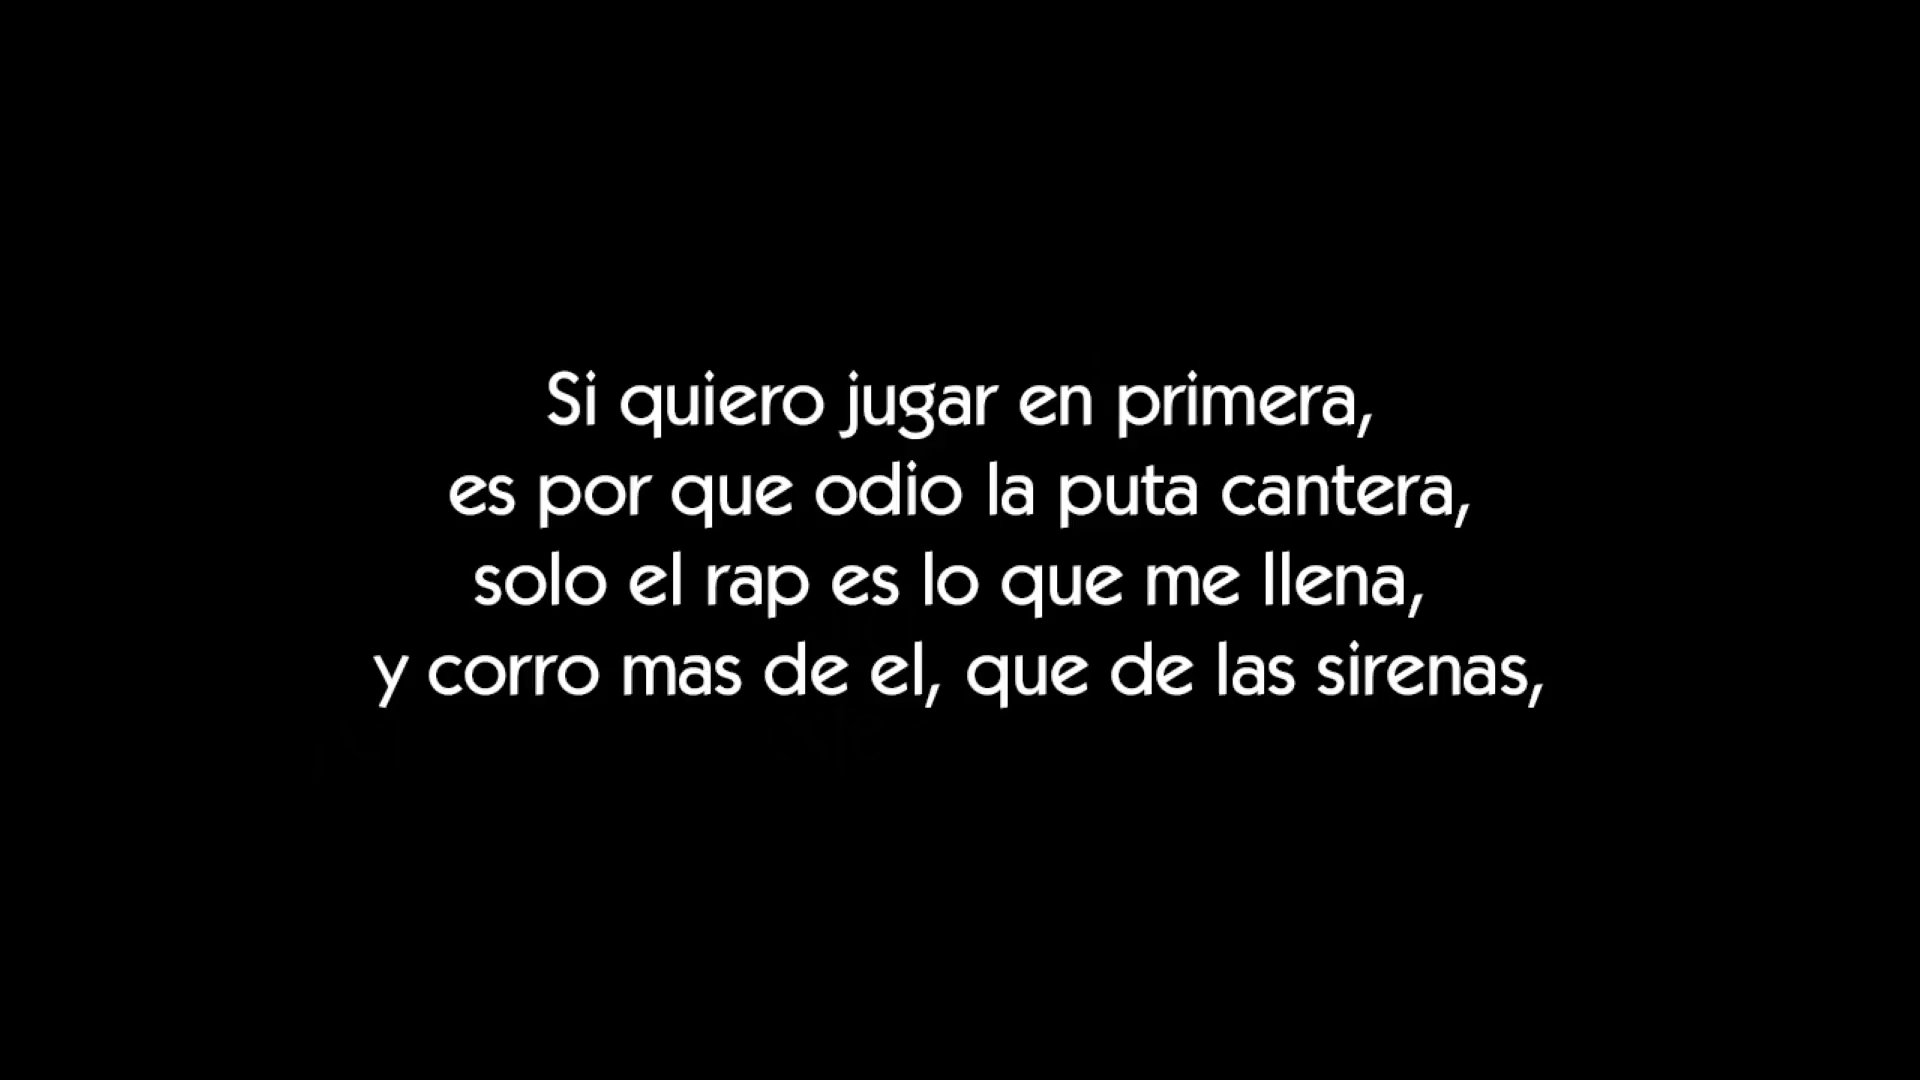 Si quiero jugar en primera,
es por que odio la puta cantera,
solo el rap es lo que me llena,
y corro mas de el, que de las sirenas,